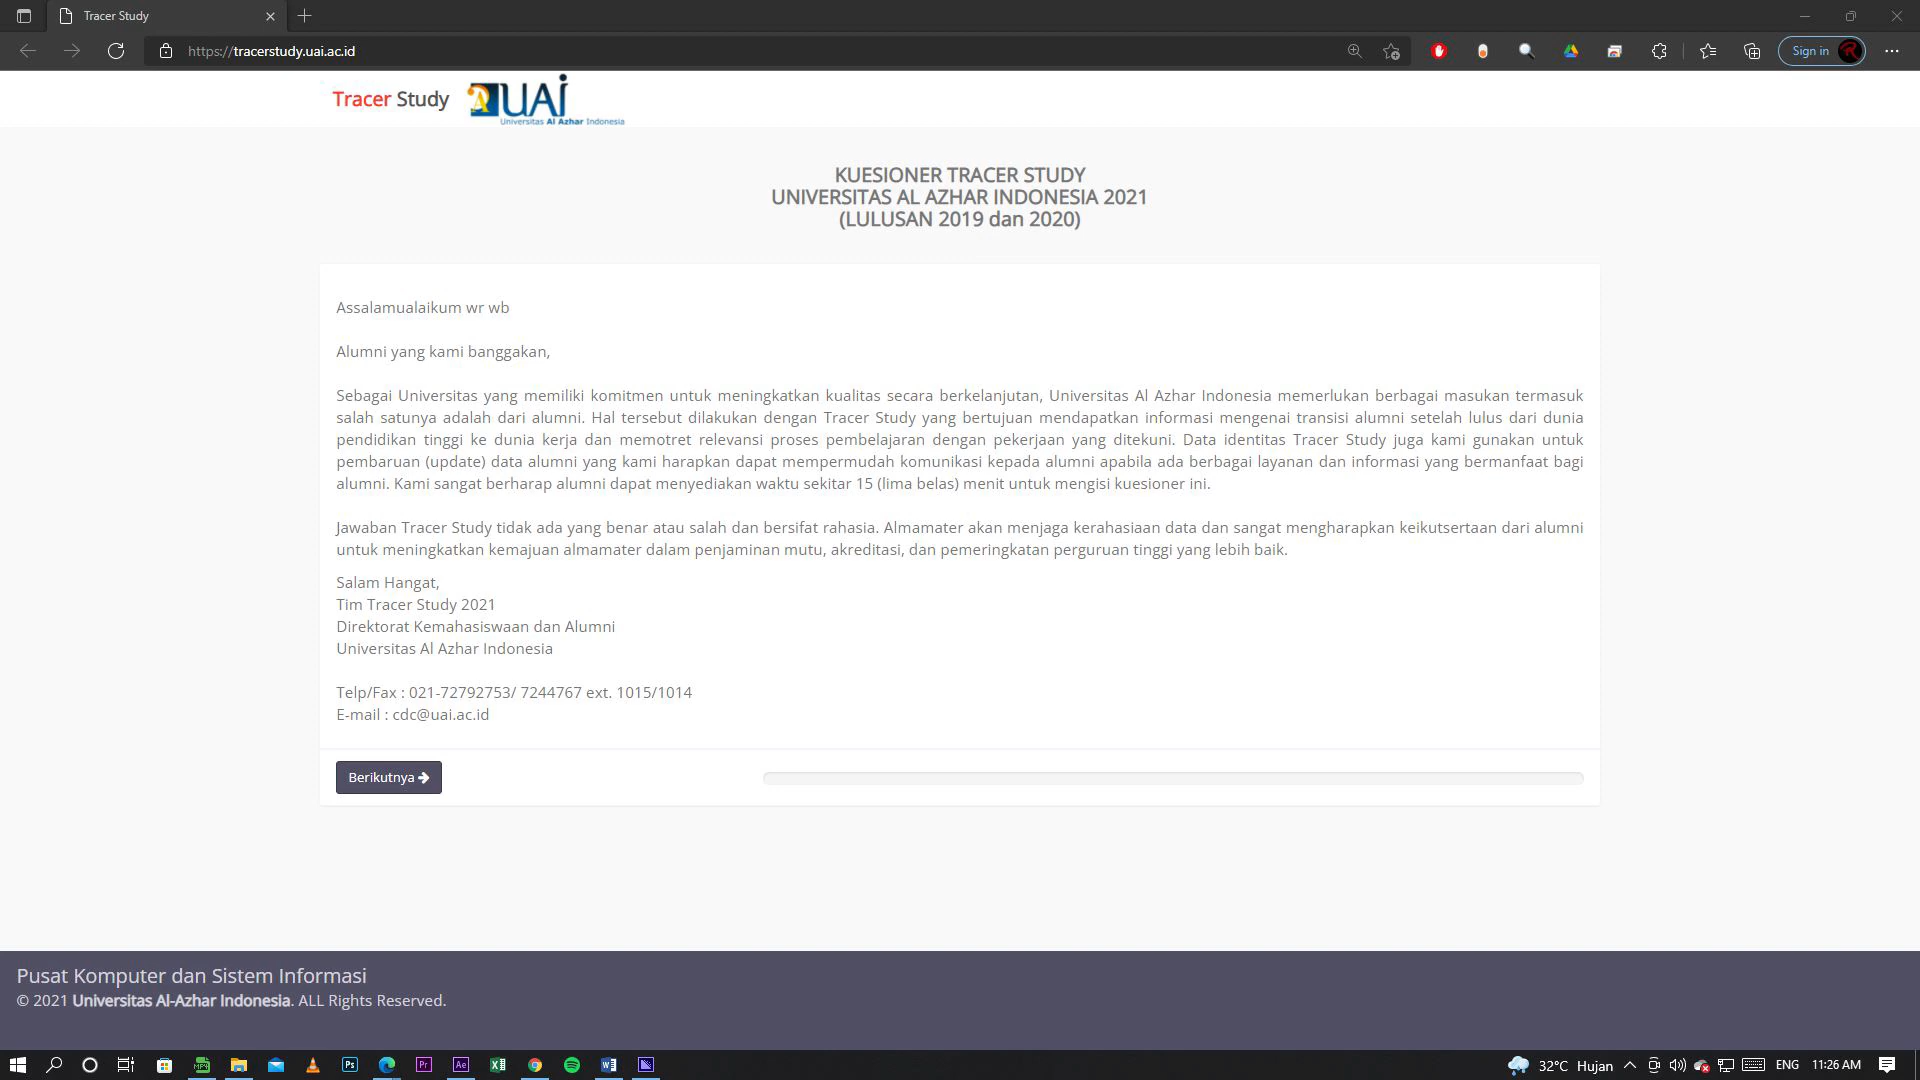 Tracer Study
https://tracerstudy.uai.ac.id
Sign in
Tracer Study
UAI
Universitas Al Azhar Indonesia
KUESIONER TRACER STUDY
UNIVERSITAS AL AZHAR INDONESIA 2021
(LULUSAN 2019 dan 2020)
Assalamualaikum wr wb
Alumni yang kami banggakan,
Sebagai Universitas yang memiliki komitmen untuk meningkatkan kualitas secara berkelanjutan, Universitas Al Azhar Indonesia memerlukan berbagai masukan termasuk
salah satunya adalah dari alumni. Hal tersebut dilakukan dengan Tracer Study yang bertujuan mendapatkan informasi mengenai transisi alumni setelah lulus dari dunia
pendidikan tinggi ke dunia kerja dan memotret relevansi proses pembelajaran dengan pekerjaan yang ditekuni. Data identitas Tracer Study juga kami gunakan untuk
pembaruan (update) data alumni yang kami harapkan dapat mempermudah komunikasi kepada alumni apabila ada berbagai layanan dan informasi yang bermanfaat bagi
alumni. Kami sangat berharap alumni dapat menyediakan waktu sekitar 15 (lima belas) menit untuk mengisi kuesioner ini.
Jawaban Tracer Study tidak ada yang benar atau salah dan bersifat rahasia. Almamater akan menjaga kerahasiaan data dan sangat mengharapkan keikutsertaan dari alumni
untuk meningkatkan kemajuan almamater dalam penjaminan mutu, akreditasi, dan pemeringkatan perguruan tinggi yang lebih baik.
Salam Hangat,
Tim Tracer Study 2021
Direktorat Kemahasiswaan dan Alumni
Universitas Al Azhar Indonesia
Telp/Fax : 021-72792753/ 7244767 ext. 1015/1014
E-mail : cdc@uai.ac.id
Berikutnya
Pusat Komputer dan Sistem Informasi
© 2021 Universitas Al-Azhar Indonesia. ALL Rights Reserved.
MP4 Ps Pr Ae
32°C Hujan ENG 11:26 AM